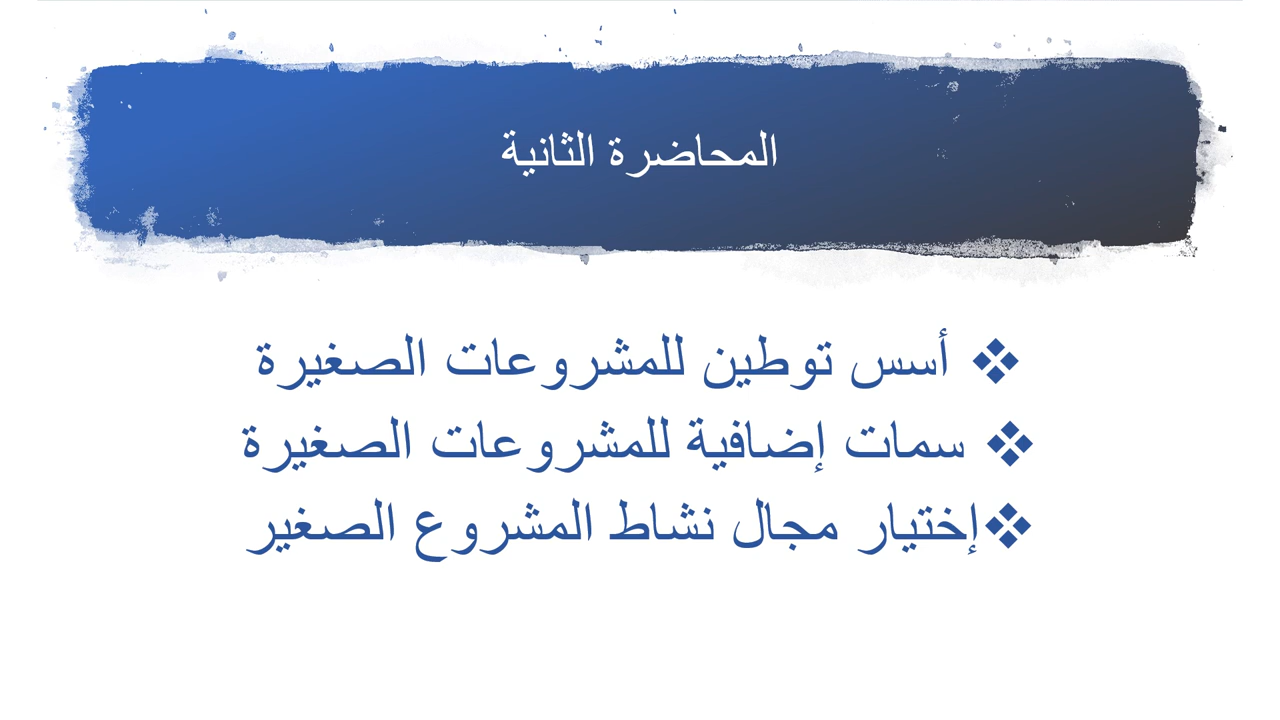 المحاضرة الثانية
❖ أسس توطين للمشروعات الصغيرة
❖ سمات إضافية للمشروعات الصغيرة
❖إختيار مجال نشاط المشروع الصغير